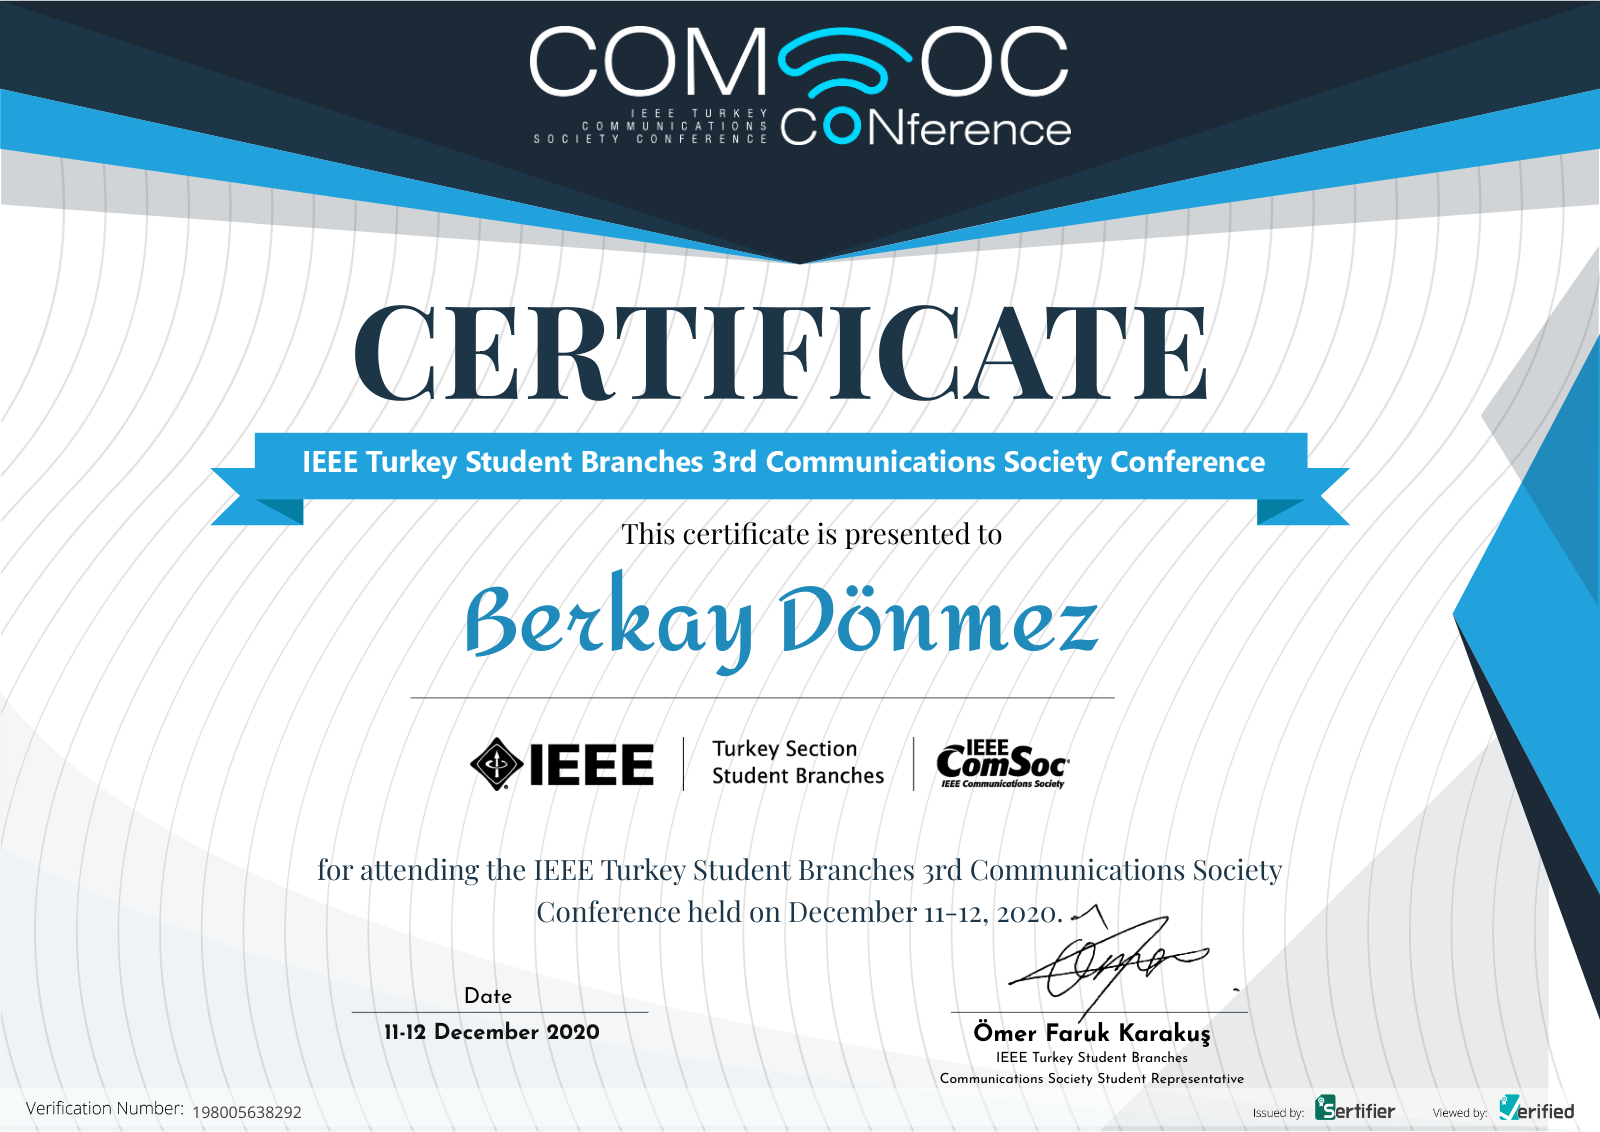 COMSOC
IEEE TURKEY
COMMUNICATIONS
SOCIETY CONFERENCE
CONference
CERTIFICATE
IEEE Turkey Student Branches 3rd Communications Society Conference
This certificate is presented to
Berkay Dönmez
IEEE
Turkey Section
Student Branches
IEEE
ComSoc
IEEE Communications Society
for attending the IEEE Turkey Student Branches 3rd Communications Society
Conference held on December 11-12, 2020.
Date
11-12 December 2020
Ömer Faruk Karakuş
IEEE Turkey Student Branches
Communications Society Student Representative
Verification Number: 198005638292
Issued by: Sertifier
Viewed by: Verified